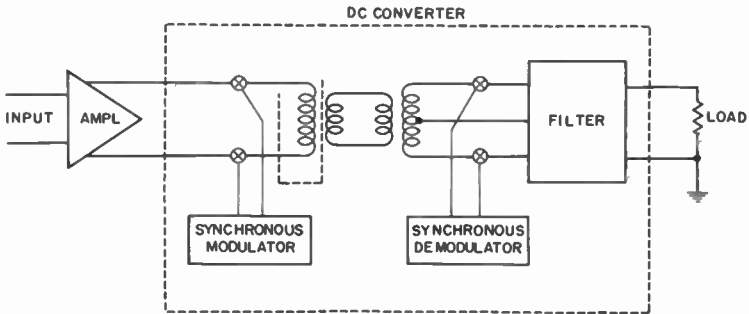 DC CONVERTER
INPUT
AMPL
FILTER
LOAD
SYNCHRONOUS
MODULATOR
SYNCHRONOUS
DEMODULATOR